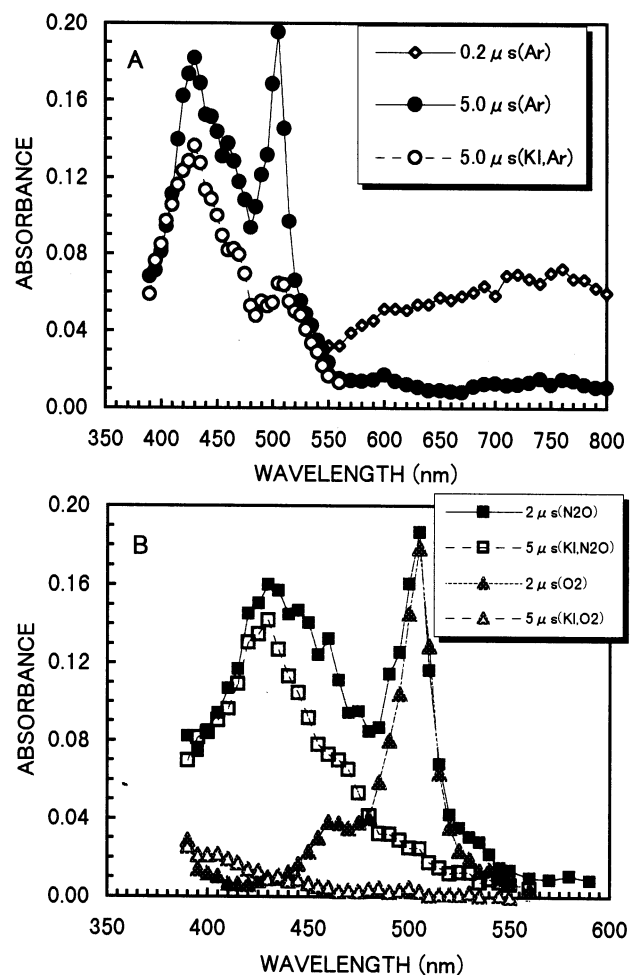 0.20
0.16
0.12
0.08
0.04
0.00
ABSORBANCE
A
0.2 μ s(Ar)
5.0 μ s(Ar)
5.0 μ s(KI,Ar)
350 400 450 500 550 600 650 700 750 800
WAVELENGTH (nm)
0.20
0.16
0.12
0.08
0.04
0.00
ABSORBANCE
B
2 μ s(N2O)
5 μ s(KI,N2O)
2 μ s(O2)
5 μ s(KI,O2)
350 400 450 500 550 600
WAVELENGTH (nm)